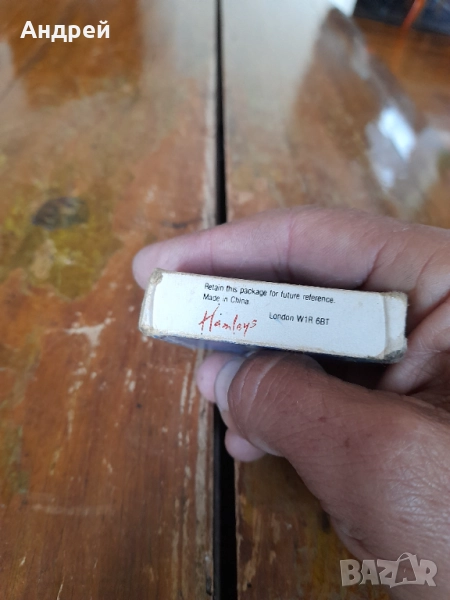 Андрей
Retain this package for future reference.
Made in China
Hamleys
London W1R 6BT
BAZAR